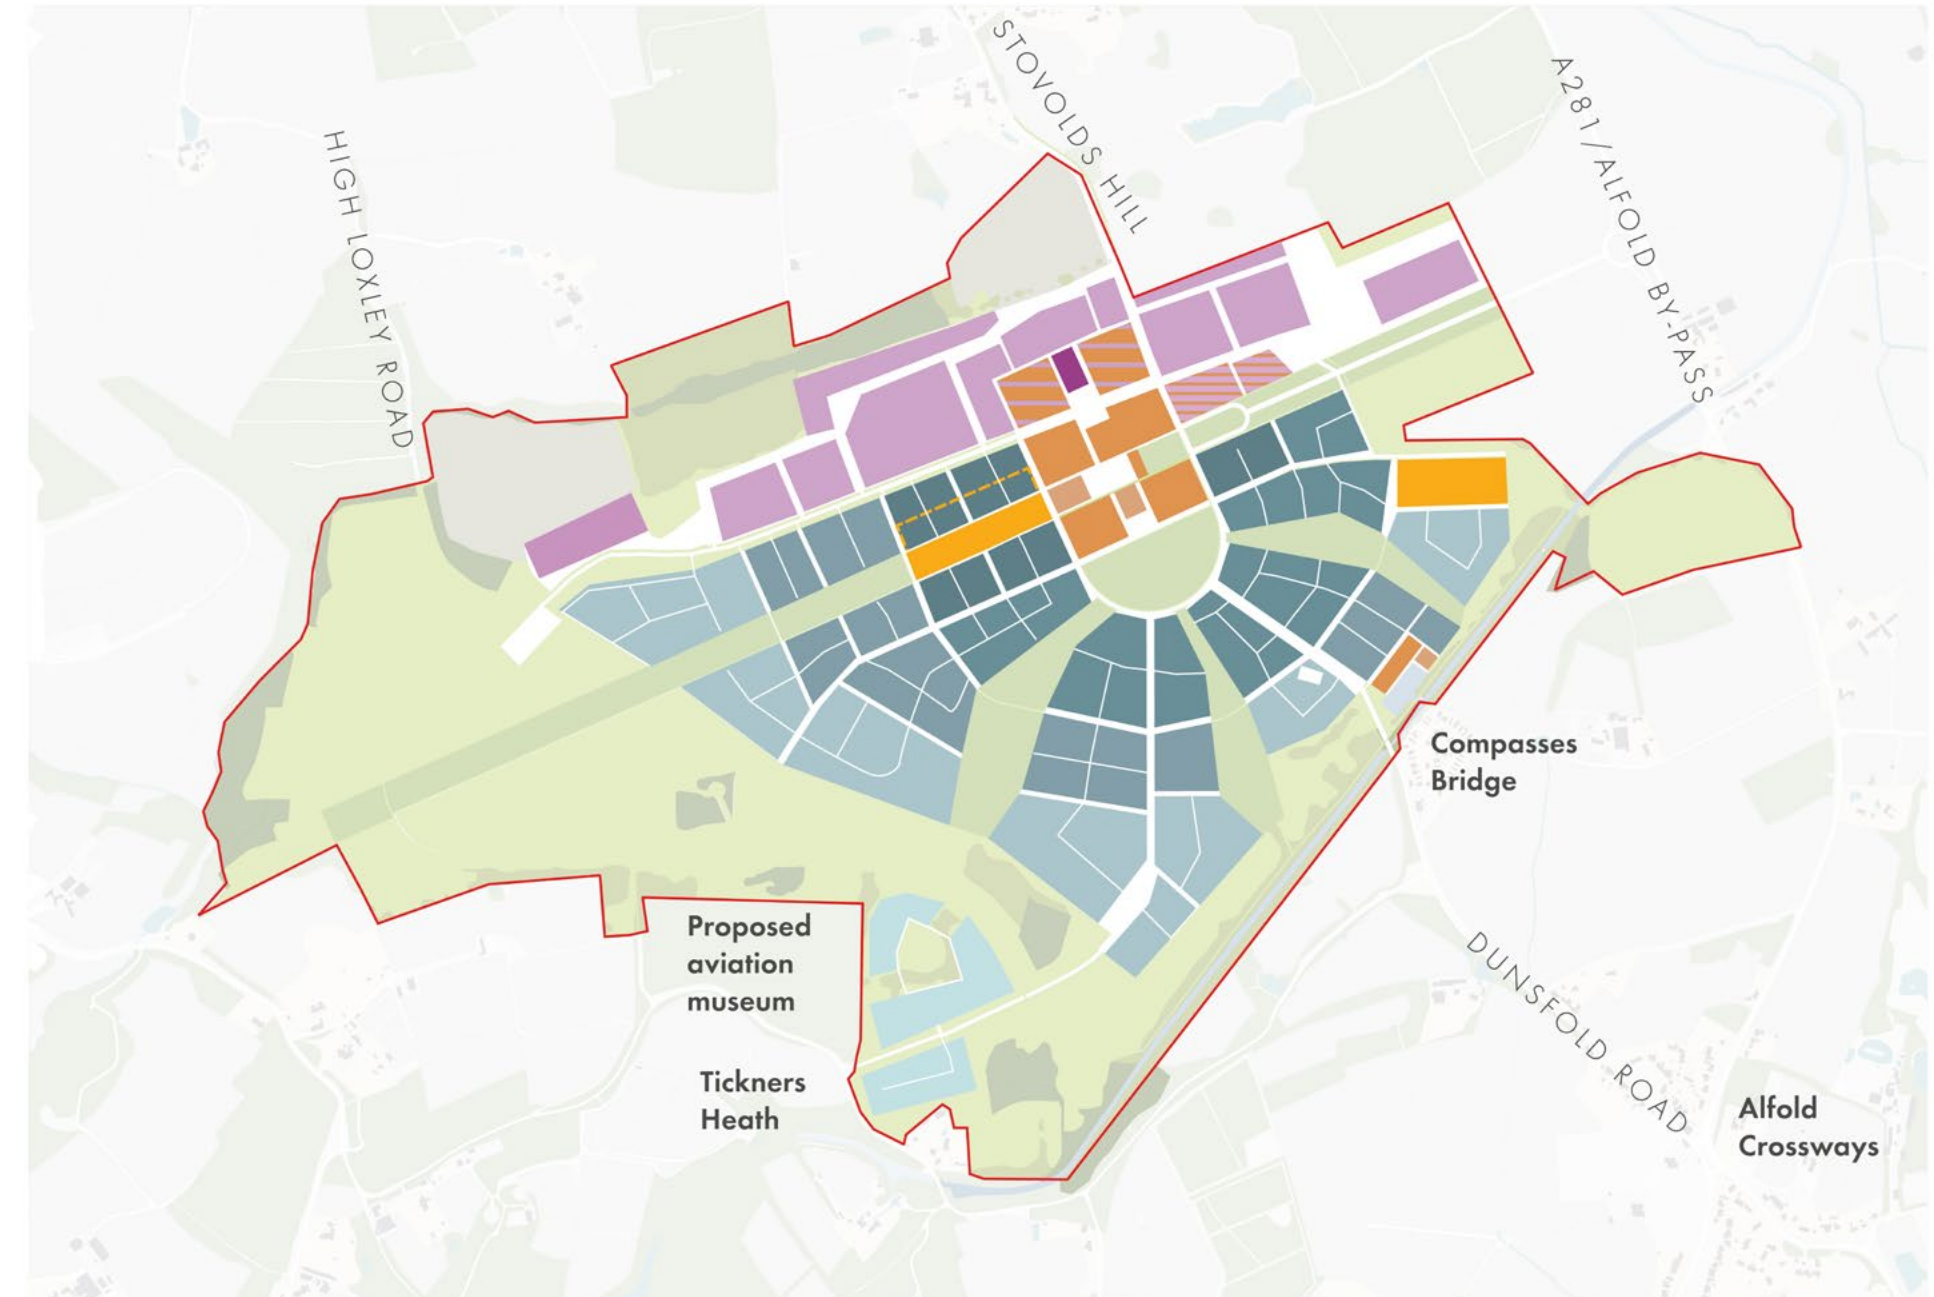 STOVOLDS HILL
A281/ALFOLD BY-PASS
HIGH LOXLEY ROAD
Compasses
Bridge
Proposed
aviation
museum
DUNSFOLD ROAD
Tickners
Heath
Alfold
Crossways